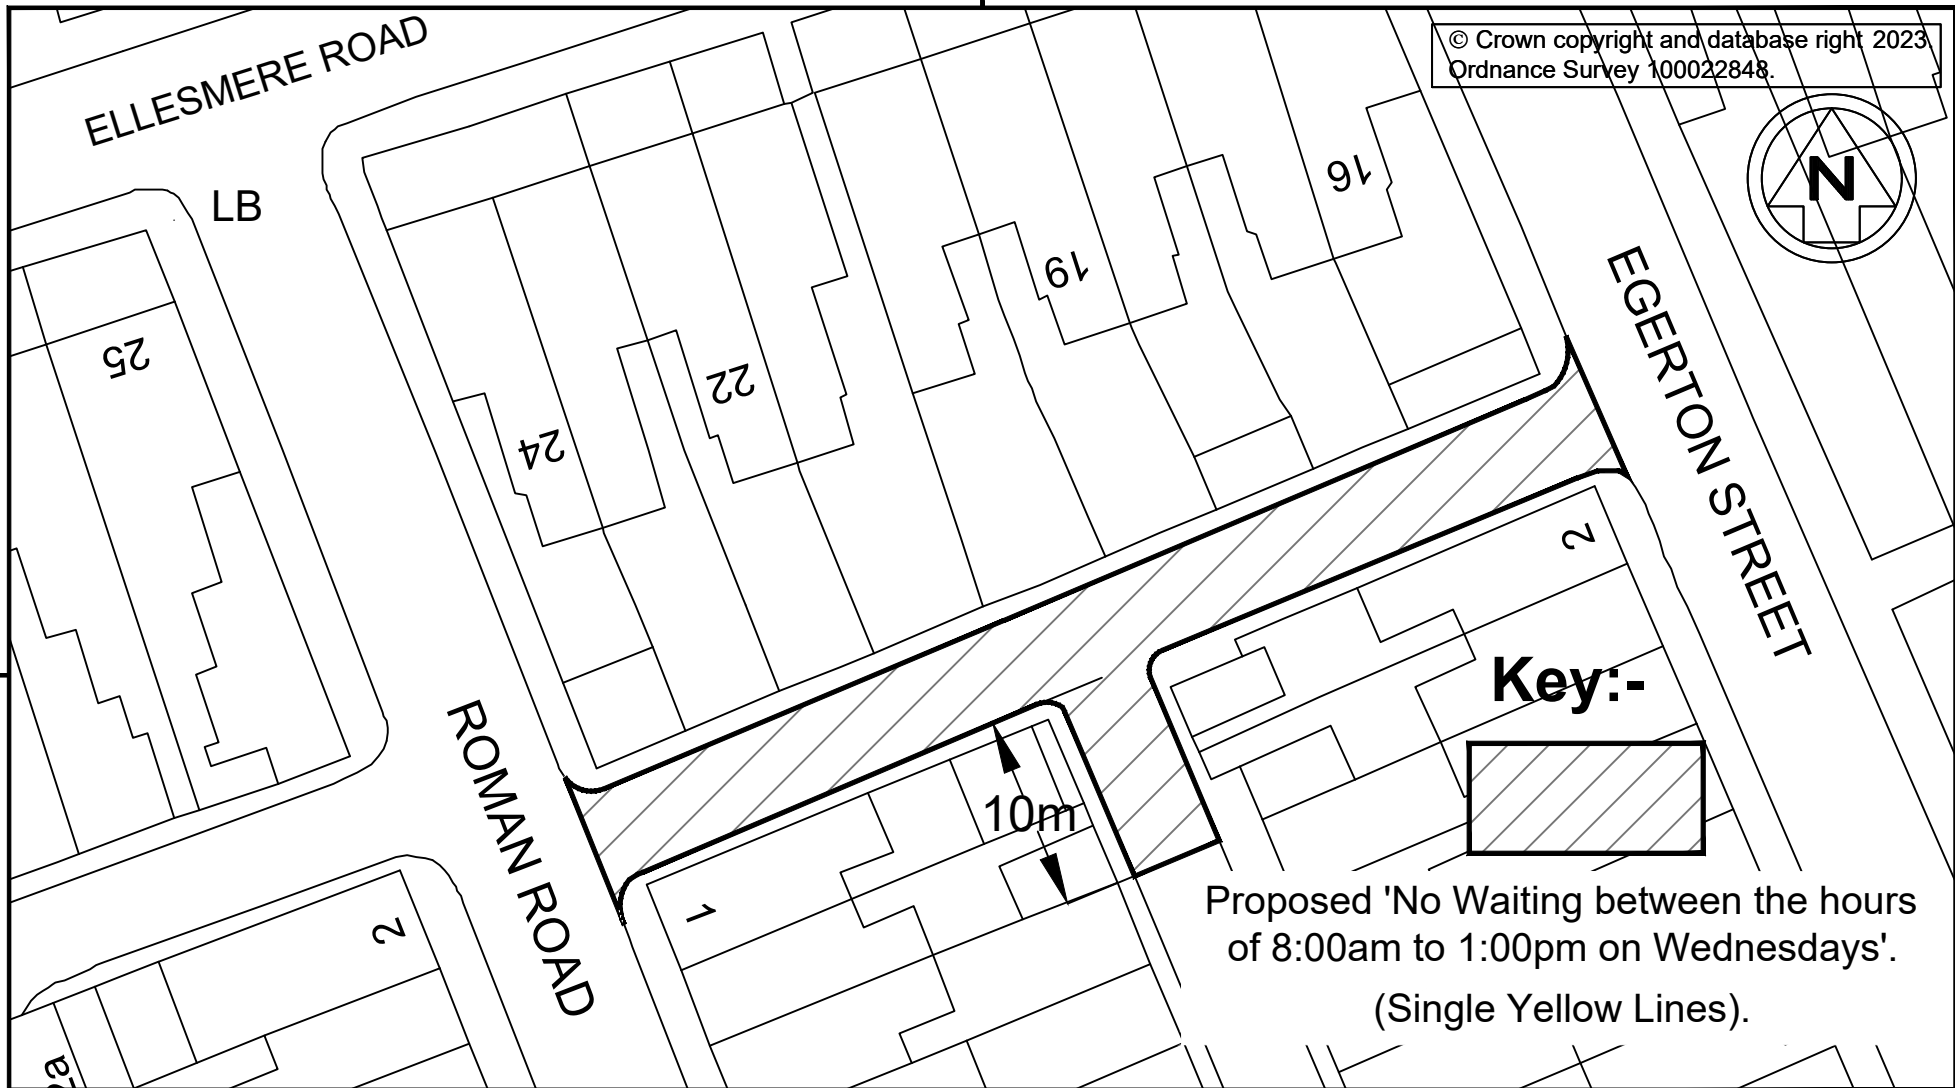 ELLESMERE ROAD
© Crown copyright and database right 2023.
Ordnance Survey 100022848.
N
LB
16
19
25
22
24
EGERTON STREET
2
Key:-
ROMAN ROAD
10m
1
2
Proposed 'No Waiting between the hours
of 8:00am to 1:00pm on Wednesdays'.
(Single Yellow Lines).